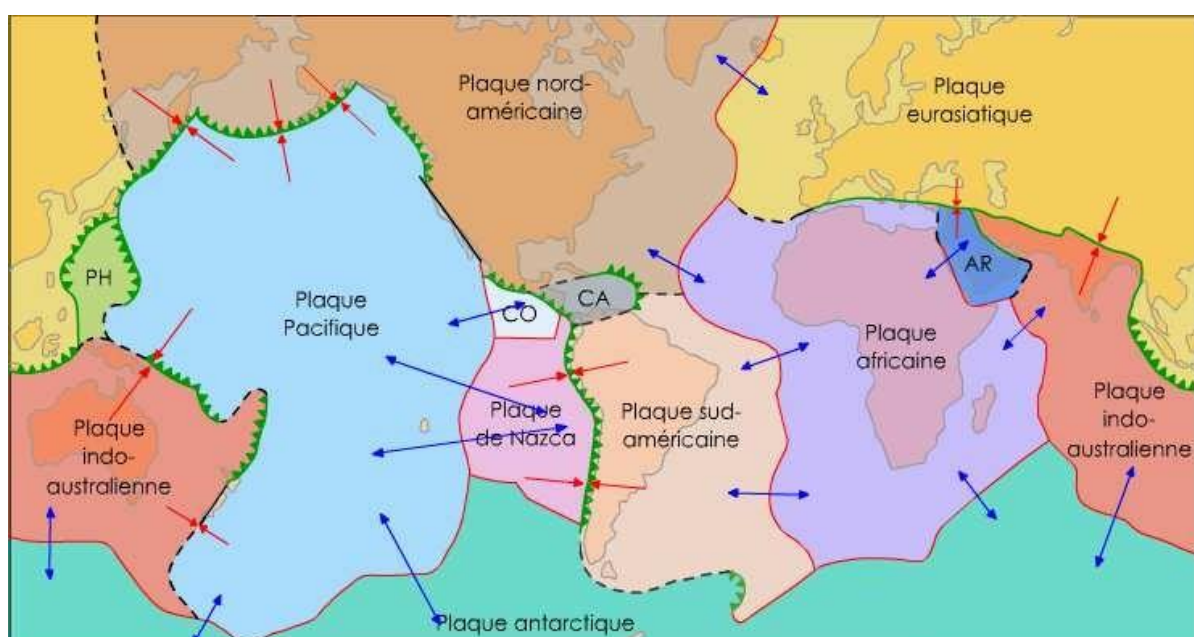 Plaque nord-
américaine
Plaque
eurasiatique
PH
Plaque
Pacifique
CO
CA
AR
Plaque
africaine
Plaque
indo-
australienne
Plaque
de Nazca
Plaque sud-
américaine
Plaque
indo-
australienne
Plaque antarctique